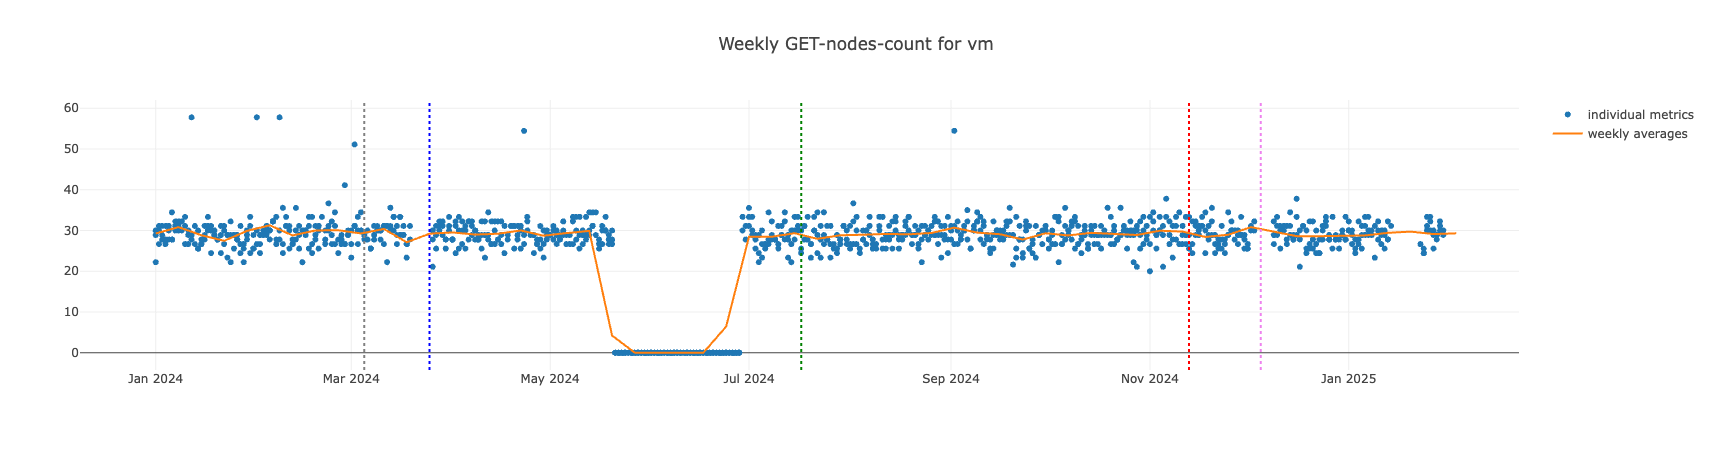 Weekly GET-nodes-count for vm
60
50
40
30
20
10
0
Jan 2024
Mar 2024
May 2024
Jul 2024
Sep 2024
Nov 2024
Jan 2025
individual metrics
weekly averages